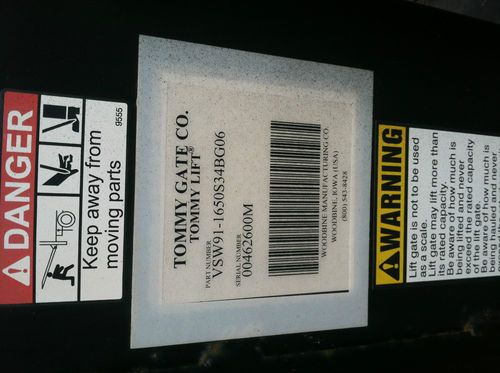 DANGER
Keep away from
moving parts
9555
TOMMY GATE CO.
TOMMY LIFT®
PART NUMBER
VSW91-1650S34BG06
SERIAL NUMBER
00462600M
WOODBINE MANUFACTURING CO.
WOODBINE, IOWA (USA)
(800) 543-8428
WARNING
Lift gate is not to be used
as a scale.
Lift gate may lift more than
its rated capacity.
Be aware of how much is
being lifted and never
exceed the rated capacity
of the lift gate.
Be aware of how much is
being hauled and never